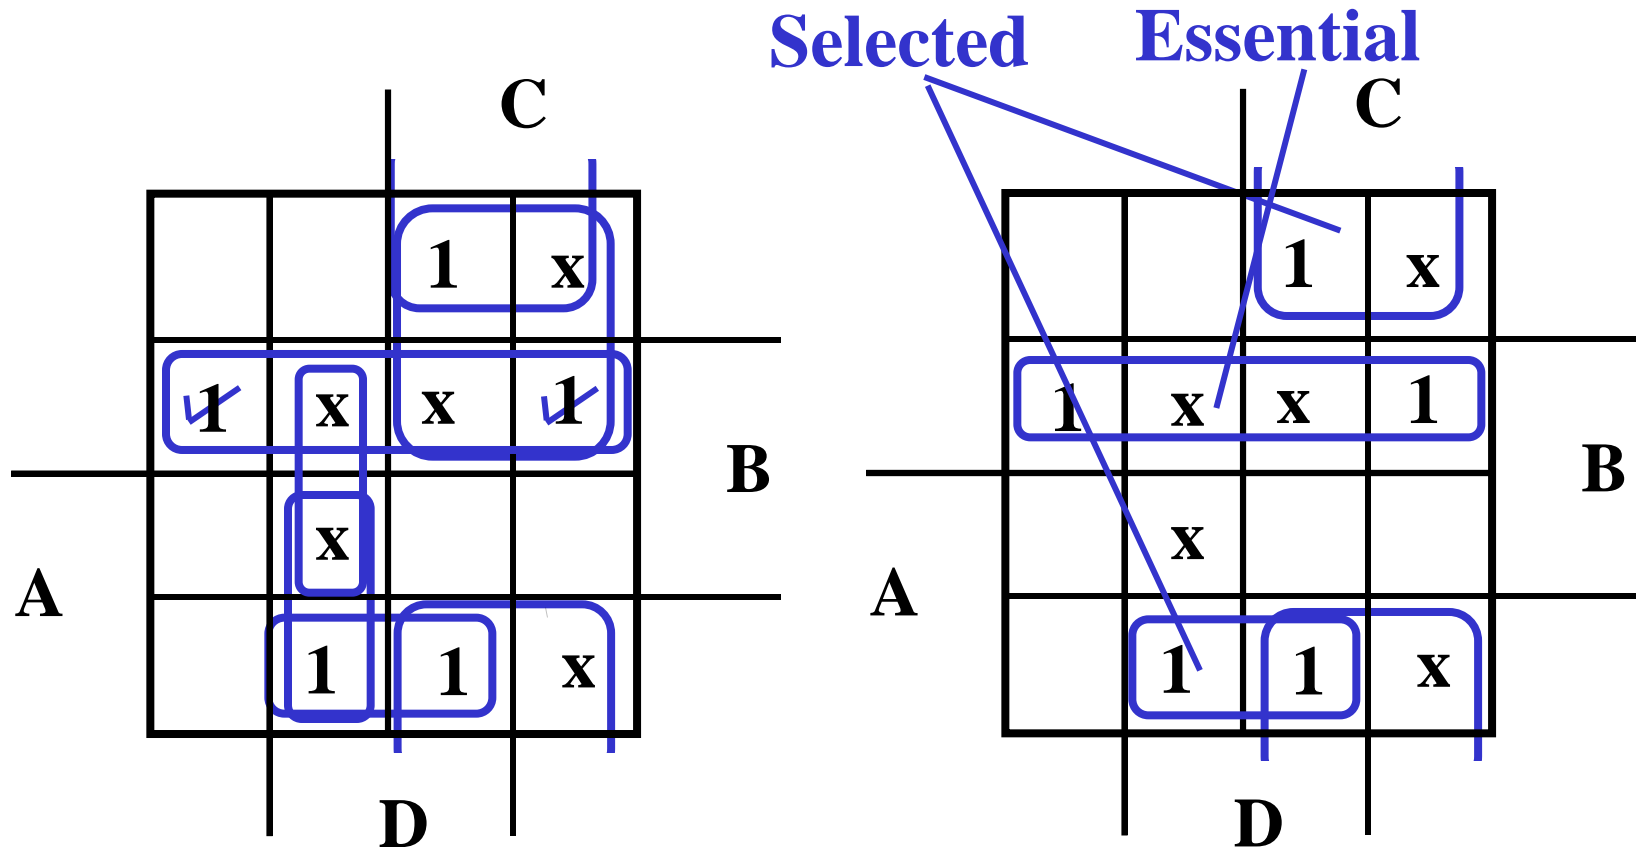 Selected Essential
C C
1 x 1 x
1 x x 1 1 x x 1
B B
x x
A A
1 1 x 1 1 x
D D